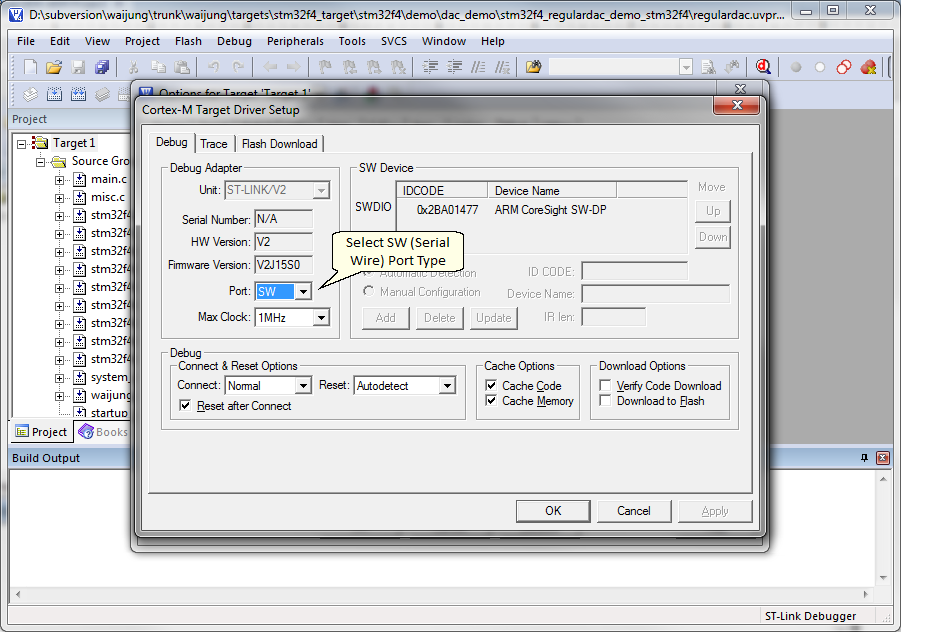 D:\subversion\waijung\trunk\waijung\targets\stm32f4_target\stm32f4\demo\dac_demo\stm32f4_regulardac_demo_stm32f4\regulardac.uvpr...
File Edit View Project Flash Debug Peripherals Tools SVCS Window Help
Options for Target 'Target 1'
Project
Cortex-M Target Driver Setup
Target 1
Source Gro
main.c
misc.c
stm32f4
stm32f4
stm32f4
stm32f4
stm32f4
stm32f4
stm32f4
stm32f4
stm32f4
system_
waijung
startup
Project
Books
Debug Trace Flash Download
Debug Adapter
Unit: ST-LINK/V2
Serial Number: N/A
HW Version: V2
Firmware Version: V2J15S0
Port: SW
Max Clock: 1MHz
Select SW (Serial
Wire) Port Type
SW Device
IDCODE Device Name
SWDIO 0x2BA01477 ARM CoreSight SW-DP
Move
Up
Down
Automatic Detection
Manual Configuration
ID CODE:
Device Name:
Add Delete Update IR len:
Debug
Connect & Reset Options
Connect: Normal Reset: Autodetect
Reset after Connect
Cache Options
Cache Code
Cache Memory
Download Options
Verify Code Download
Download to Flash
OK Cancel Apply
Build Output
ST-Link Debugger